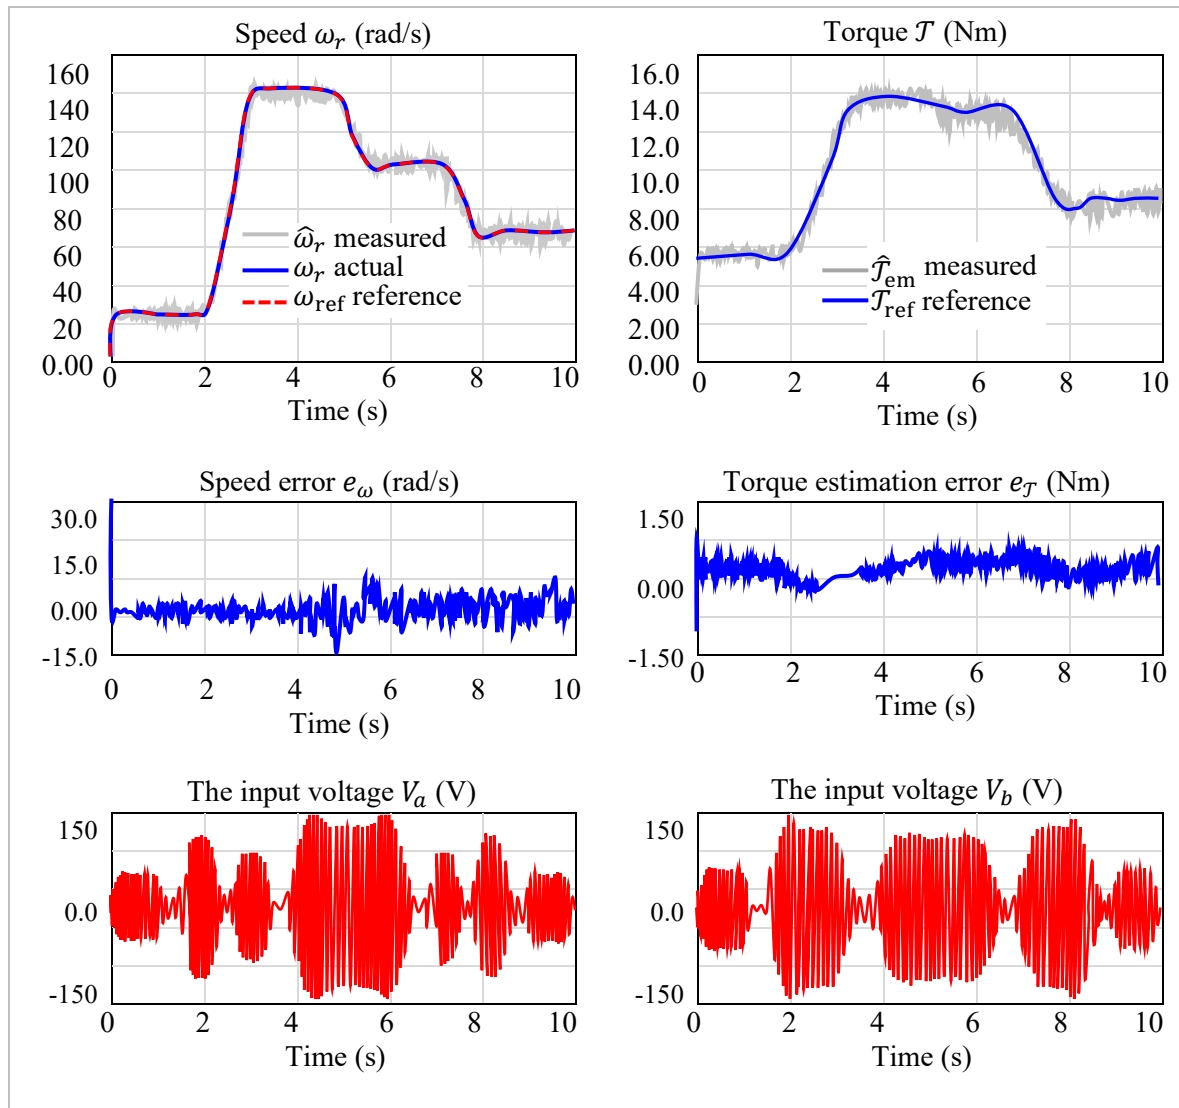 Speed ωᵣ (rad/s)
160
140
120
100
80
60
40
20
0.00
ω̂ᵣ measured
ωᵣ actual
ω_ref reference
0 2 4 6 8 10
Time (s)
Torque 𝒯 (Nm)
16.0
14.0
12.0
10.0
8.00
6.00
4.00
2.00
0.00
𝒯̂_em measured
𝒯_ref reference
0 2 4 6 8 10
Time (s)
Speed error e_ω (rad/s)
30.0
15.0
0.00
-15.0
0 2 4 6 8 10
Time (s)
Torque estimation error e_𝒯 (Nm)
1.50
0.00
-1.50
0 2 4 6 8 10
Time (s)
The input voltage Vₐ (V)
150
0.0
-150
0 2 4 6 8 10
Time (s)
The input voltage V_b (V)
150
0.0
-150
0 2 4 6 8 10
Time (s)